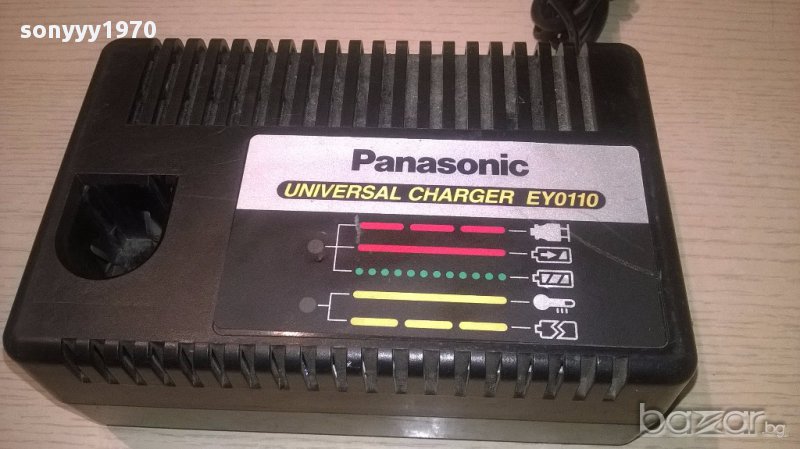 sonyyy1970
Panasonic
UNIVERSAL CHARGER EY0110
bazar.bg